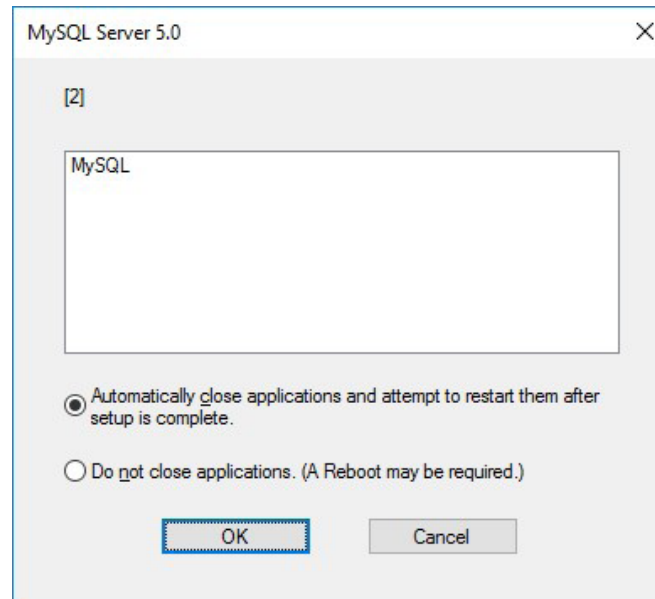 MySQL Server 5.0
[2]
MySQL
Automatically close applications and attempt to restart them after
setup is complete.
Do not close applications. (A Reboot may be required.)
OK
Cancel